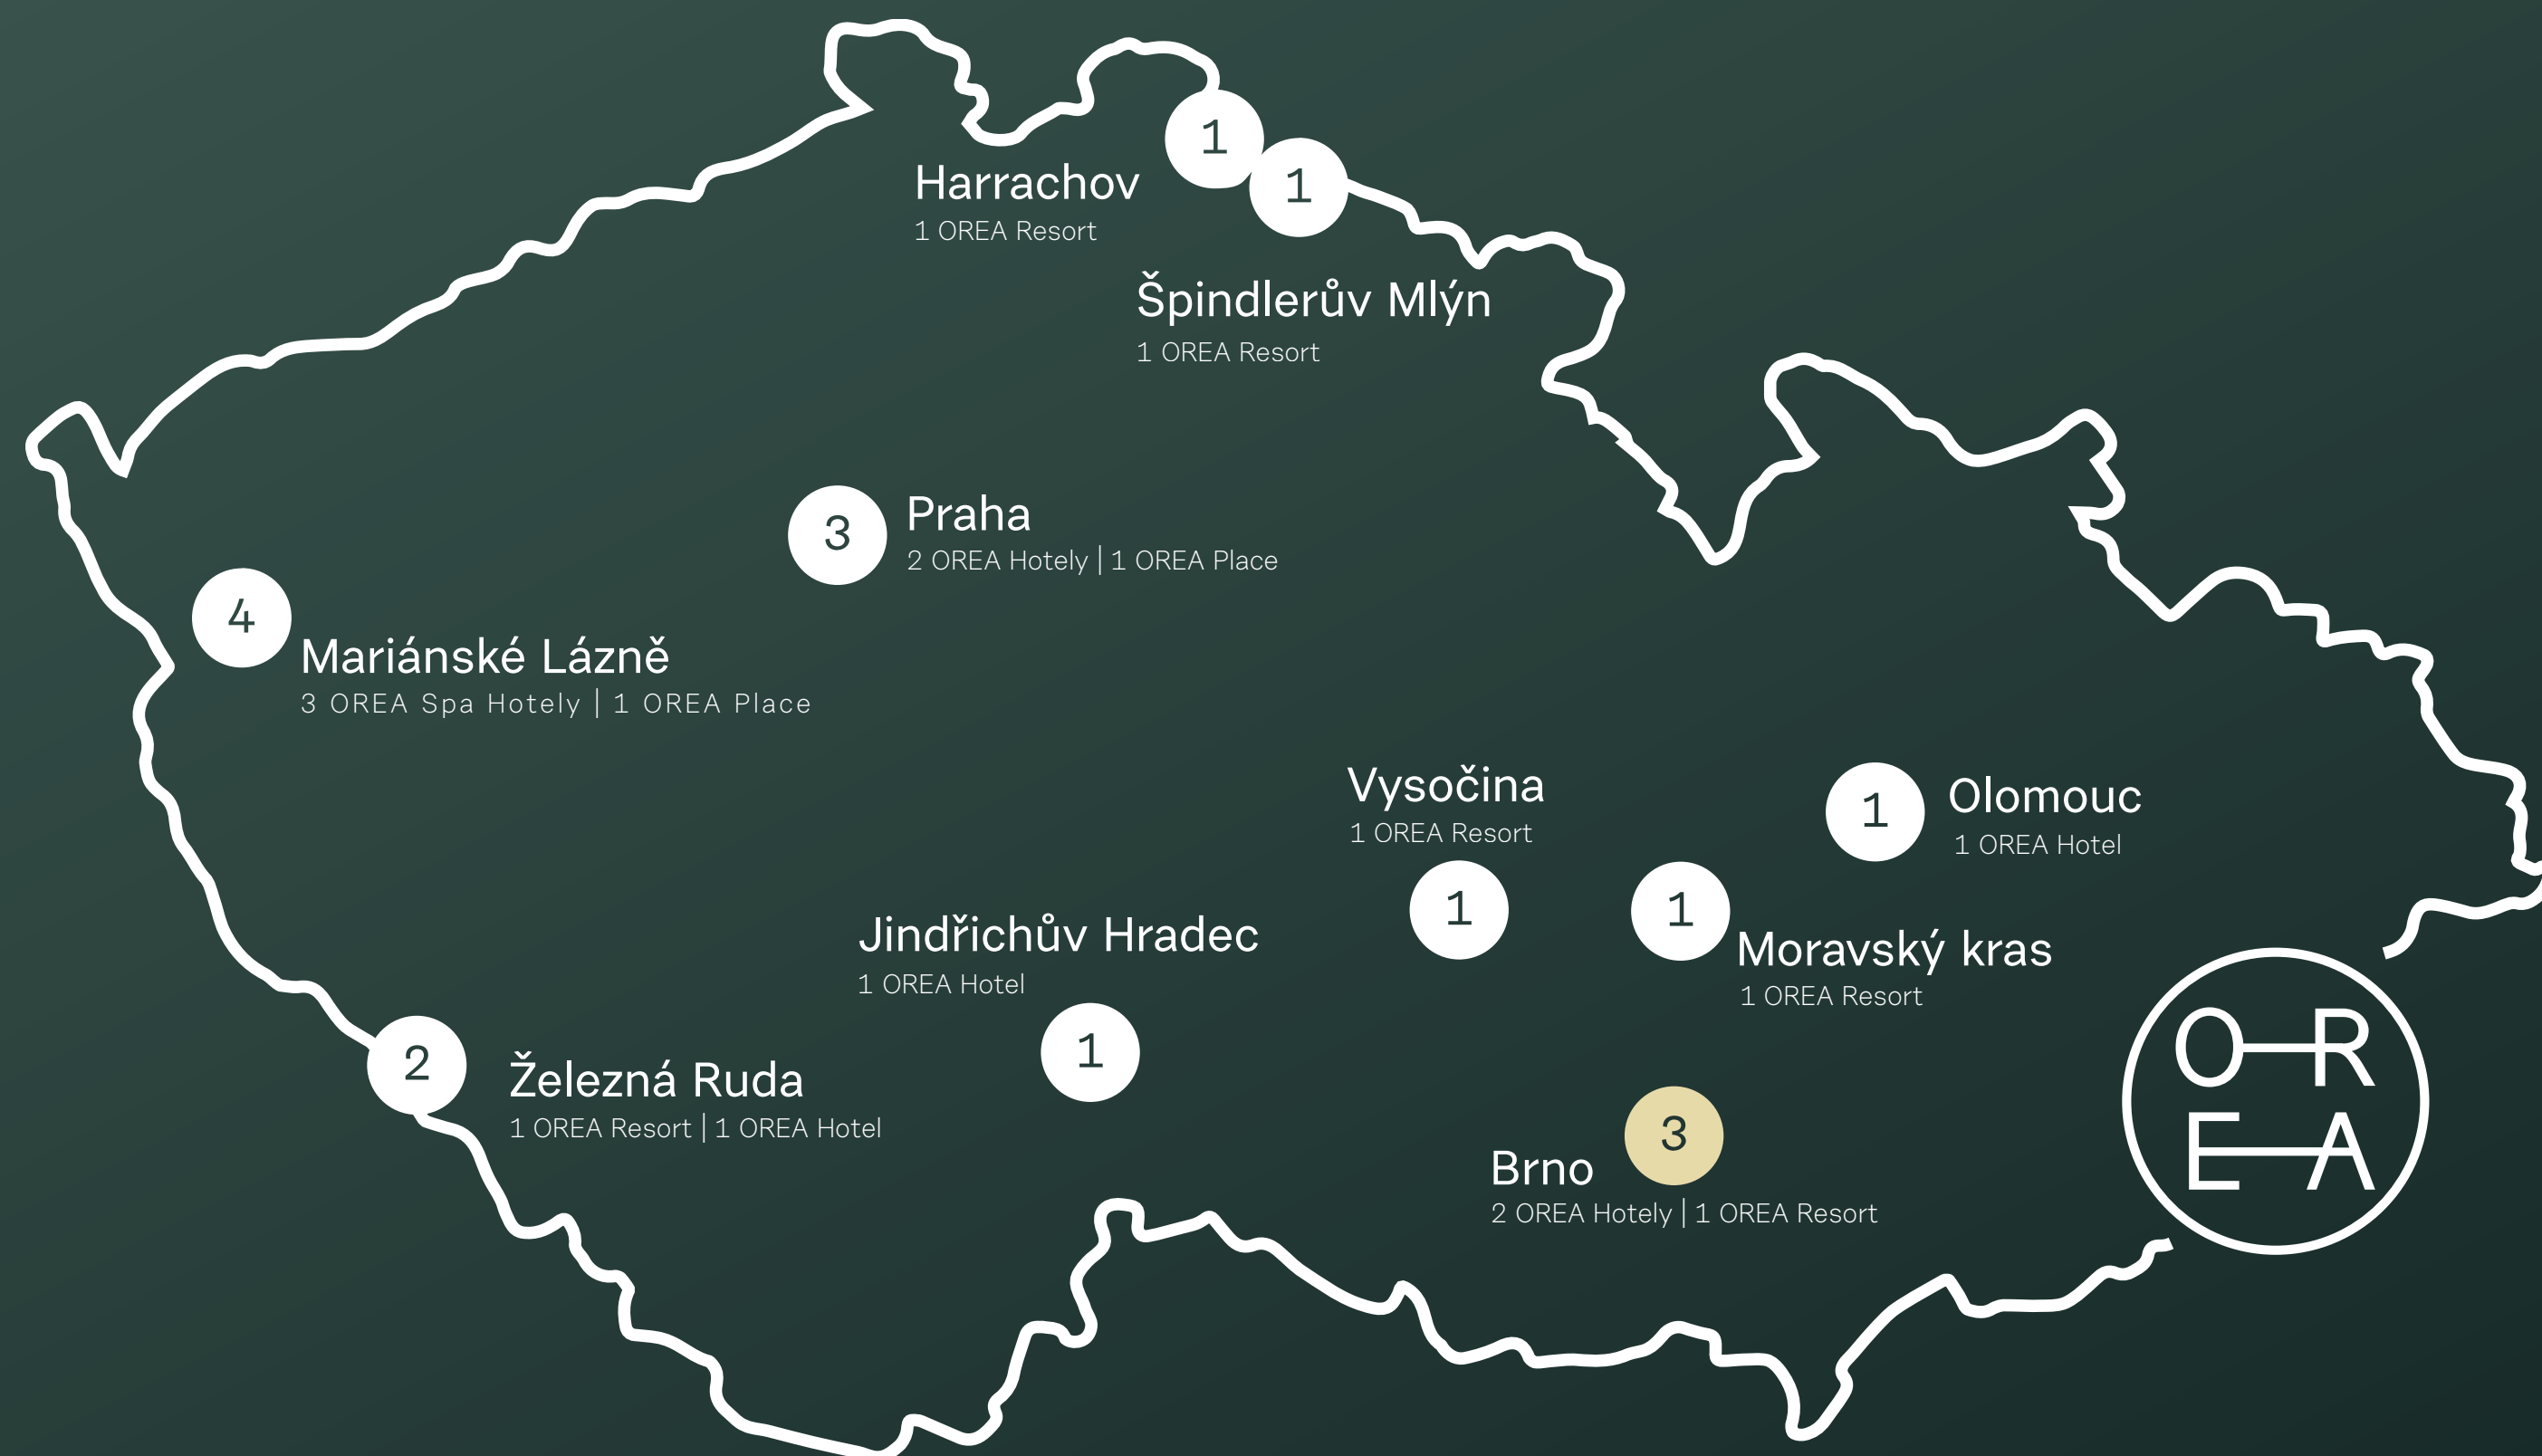 1
Harrachov
1 OREA Resort
1
Špindlerův Mlýn
1 OREA Resort
3
Praha
2 OREA Hotely | 1 OREA Place
4
Mariánské Lázně
3 OREA Spa Hotely | 1 OREA Place
Vysočina
1 OREA Resort
1
1
Olomouc
1 OREA Hotel
1
Moravský kras
1 OREA Resort
Jindřichův Hradec
1 OREA Hotel
1
2
Železná Ruda
1 OREA Resort | 1 OREA Hotel
3
Brno
2 OREA Hotely | 1 OREA Resort
O—R
E—A